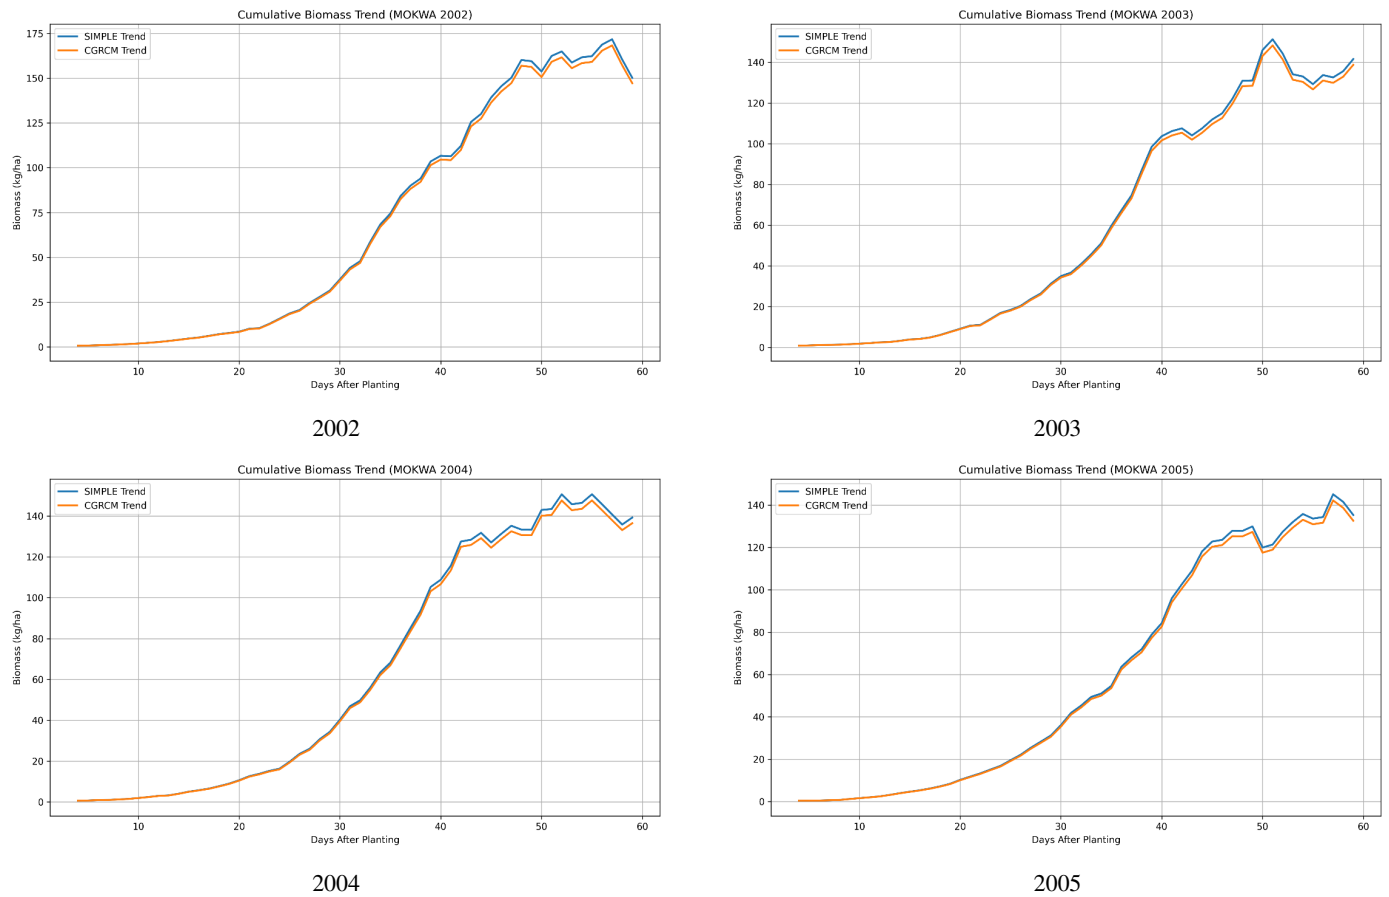 Cumulative Biomass Trend (MOKWA 2002)
SIMPLE Trend
CGRCM Trend
Biomass (kg/ha)
175
150
125
100
75
50
25
0
10 20 30 40 50 60
Days After Planting
2002
Cumulative Biomass Trend (MOKWA 2003)
SIMPLE Trend
CGRCM Trend
Biomass (kg/ha)
140
120
100
80
60
40
20
0
10 20 30 40 50 60
Days After Planting
2003
Cumulative Biomass Trend (MOKWA 2004)
SIMPLE Trend
CGRCM Trend
Biomass (kg/ha)
140
120
100
80
60
40
20
0
10 20 30 40 50 60
Days After Planting
2004
Cumulative Biomass Trend (MOKWA 2005)
SIMPLE Trend
CGRCM Trend
Biomass (kg/ha)
140
120
100
80
60
40
20
0
10 20 30 40 50 60
Days After Planting
2005